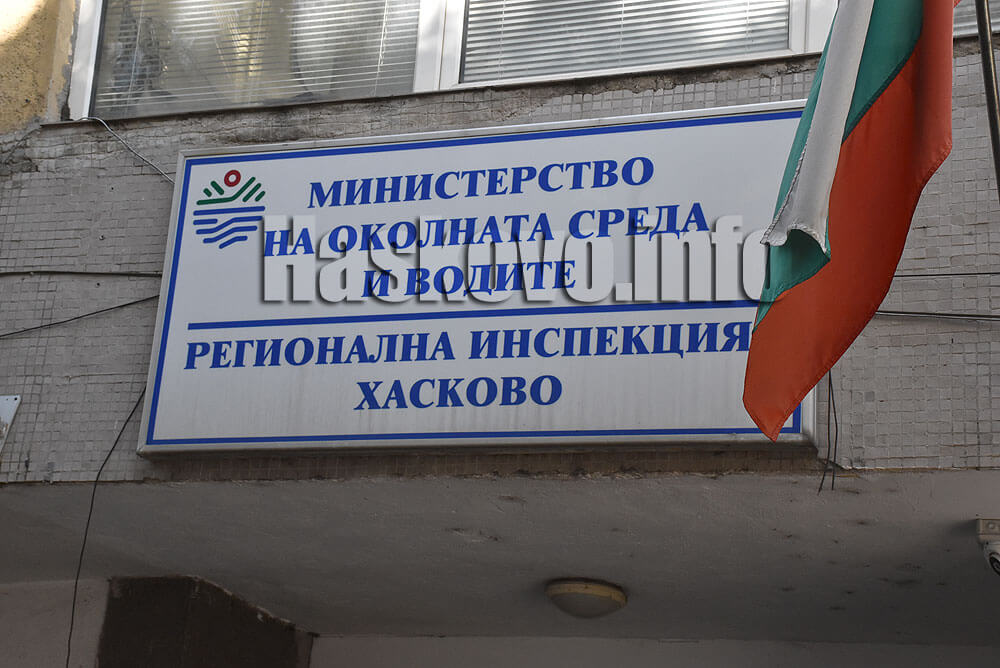 МИНИСТЕРСТВО
НА ОКОЛНАТА СРЕДА
И ВОДИТЕ
Haskovo.info
РЕГИОНАЛНА ИНСПЕКЦИЯ
ХАСКОВО